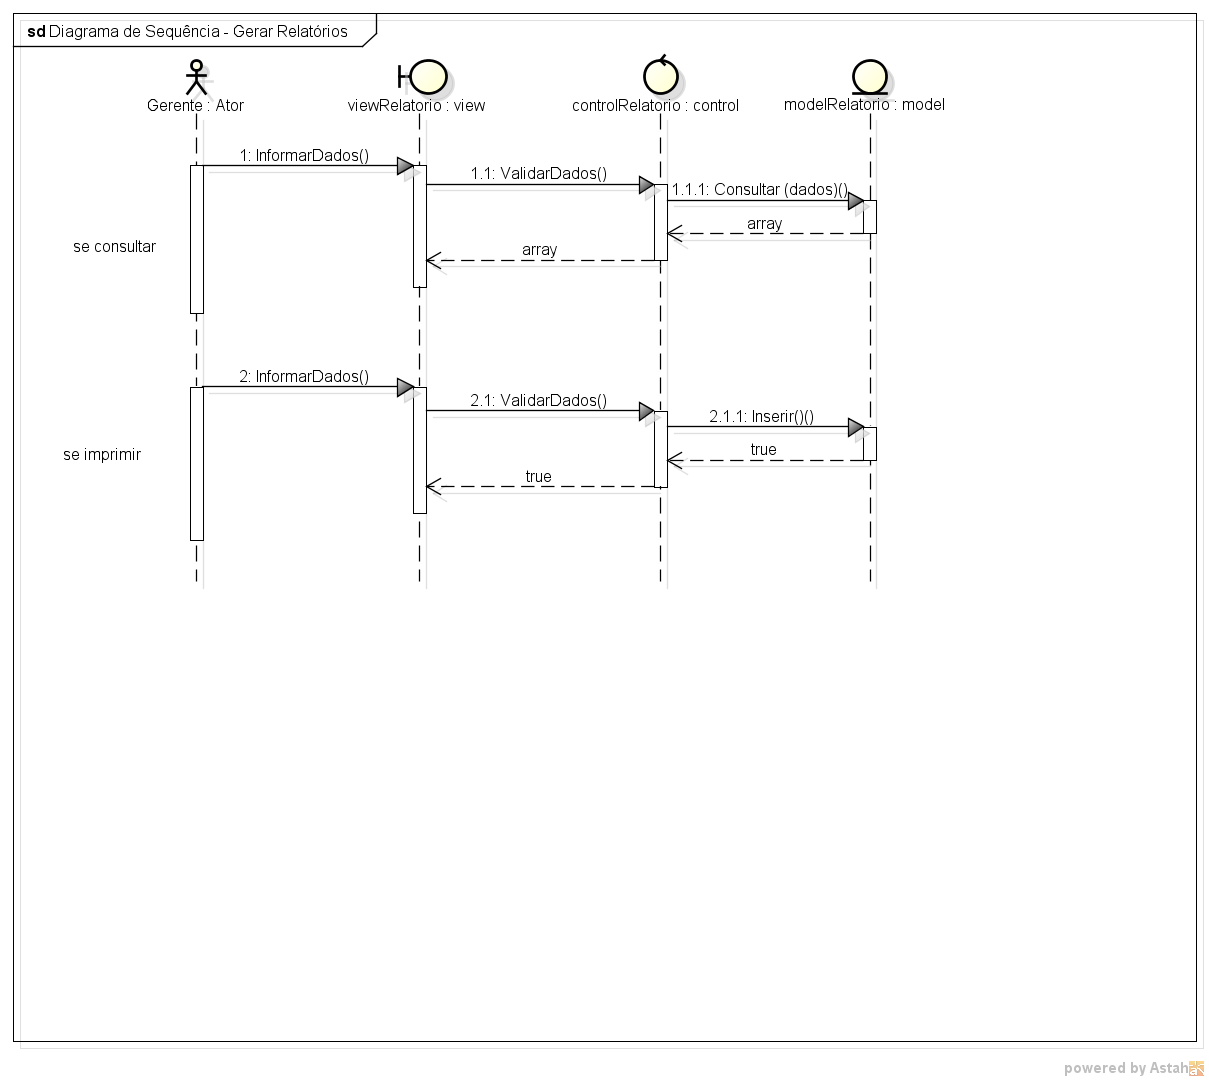 sd Diagrama de Sequência - Gerar Relatórios
Gerente : Ator
viewRelatorio : view
controlRelatorio : control
modelRelatorio : model
1: InformarDados()
1.1: ValidarDados()
1.1.1: Consultar (dados)()
array
array
se consultar
2: InformarDados()
2.1: ValidarDados()
2.1.1: Inserir()()
true
true
se imprimir
powered by Astah